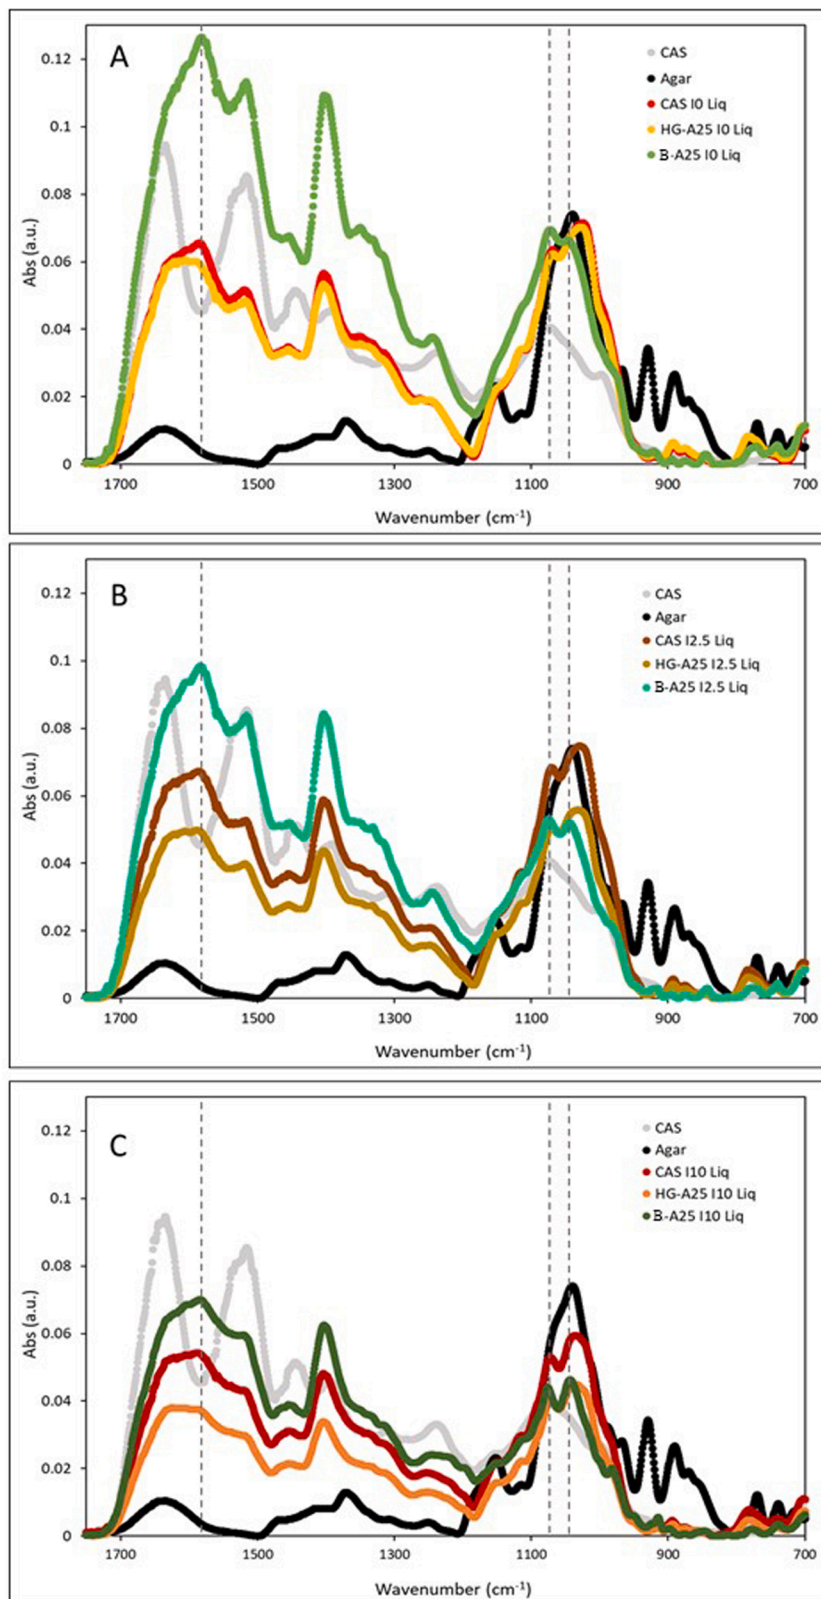 A
CAS
Agar
CAS I0 Liq
HG-A25 I0 Liq
B-A25 I0 Liq
Abs (a.u.)
0.12
0.1
0.08
0.06
0.04
0.02
0
1700
1500
1300
1100
900
700
Wavenumber (cm⁻¹)
B
CAS
Agar
CAS I2.5 Liq
HG-A25 I2.5 Liq
B-A25 I2.5 Liq
Abs (a.u.)
0.12
0.1
0.08
0.06
0.04
0.02
0
1700
1500
1300
1100
900
700
Wavenumber (cm⁻¹)
C
CAS
Agar
CAS I10 Liq
HG-A25 I10 Liq
B-A25 I10 Liq
Abs (a.u.)
0.12
0.1
0.08
0.06
0.04
0.02
0
1700
1500
1300
1100
900
700
Wavenumber (cm⁻¹)